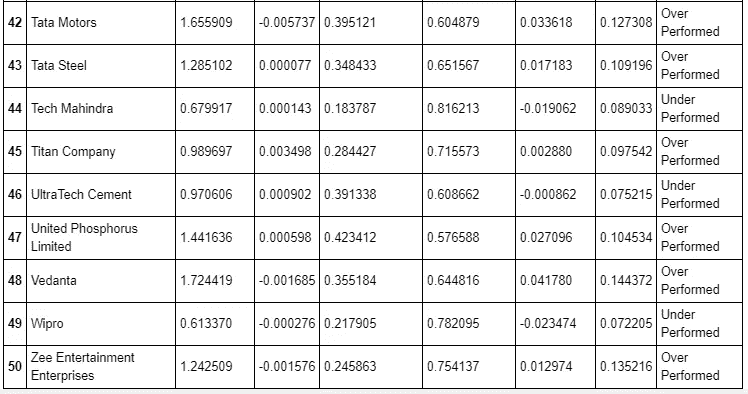 42 Tata Motors 1.655909 -0.005737 0.395121 0.604879 0.033618 0.127308 Over
Performed
43 Tata Steel 1.285102 0.000077 0.348433 0.651567 0.017183 0.109196 Over
Performed
44 Tech Mahindra 0.679917 0.000143 0.183787 0.816213 -0.019062 0.089033 Under
Performed
45 Titan Company 0.989697 0.003498 0.284427 0.715573 0.002880 0.097542 Over
Performed
46 UltraTech Cement 0.970606 0.000902 0.391338 0.608662 -0.000862 0.075215 Under
Performed
47 United Phosphorus
Limited 1.441636 0.000598 0.423412 0.576588 0.027096 0.104534 Over
Performed
48 Vedanta 1.724419 -0.001685 0.355184 0.644816 0.041780 0.144372 Over
Performed
49 Wipro 0.613370 -0.000276 0.217905 0.782095 -0.023474 0.072205 Under
Performed
50 Zee Entertainment
Enterprises 1.242509 -0.001576 0.245863 0.754137 0.012974 0.135216 Over
Performed